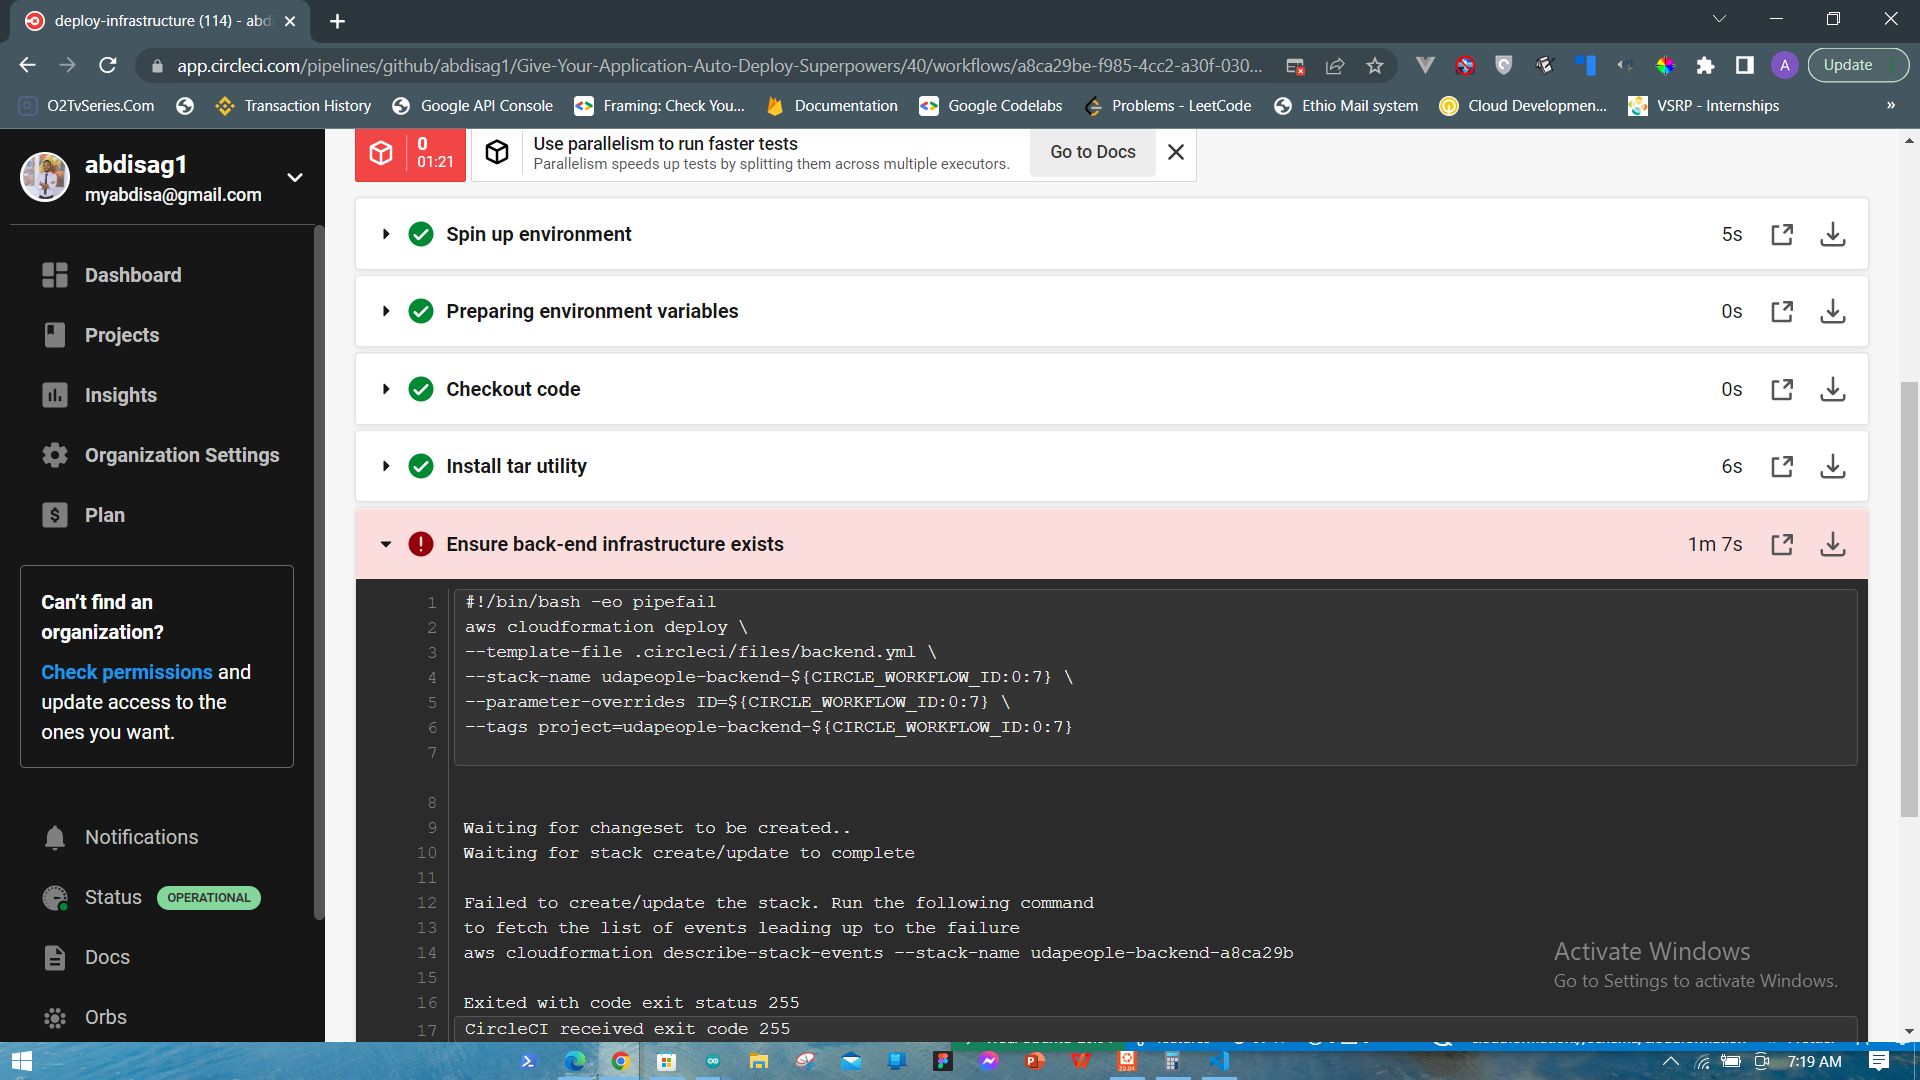 deploy-infrastructure (114) - abd
app.circleci.com/pipelines/github/abdisag1/Give-Your-Application-Auto-Deploy-Superpowers/40/workflows/a8ca29be-f985-4cc2-a30f-030...
A
Update
O2TvSeries.Com
Transaction History
Google API Console
Framing: Check You...
Documentation
Google Codelabs
Problems - LeetCode
Ethio Mail system
Cloud Developmen...
VSRP - Internships
»
abdisag1
myabdisa@gmail.com
Dashboard
Projects
Insights
Organization Settings
Plan
Can't find an
organization?
Check permissions and
update access to the
ones you want.
Notifications
Status OPERATIONAL
Docs
Orbs
0
01:21
Use parallelism to run faster tests
Parallelism speeds up tests by splitting them across multiple executors.
Go to Docs
Spin up environment 5s
Preparing environment variables 0s
Checkout code 0s
Install tar utility 6s
Ensure back-end infrastructure exists 1m 7s
1 #!/bin/bash -eo pipefail
2 aws cloudformation deploy \
3 --template-file .circleci/files/backend.yml \
4 --stack-name udapeople-backend-${CIRCLE_WORKFLOW_ID:0:7} \
5 --parameter-overrides ID=${CIRCLE_WORKFLOW_ID:0:7} \
6 --tags project=udapeople-backend-${CIRCLE_WORKFLOW_ID:0:7}
7
8
9 Waiting for changeset to be created..
10 Waiting for stack create/update to complete
11
12 Failed to create/update the stack. Run the following command
13 to fetch the list of events leading up to the failure
14 aws cloudformation describe-stack-events --stack-name udapeople-backend-a8ca29b
15
16 Exited with code exit status 255
17 CircleCI received exit code 255
Activate Windows
Go to Settings to activate Windows.
7:19 AM